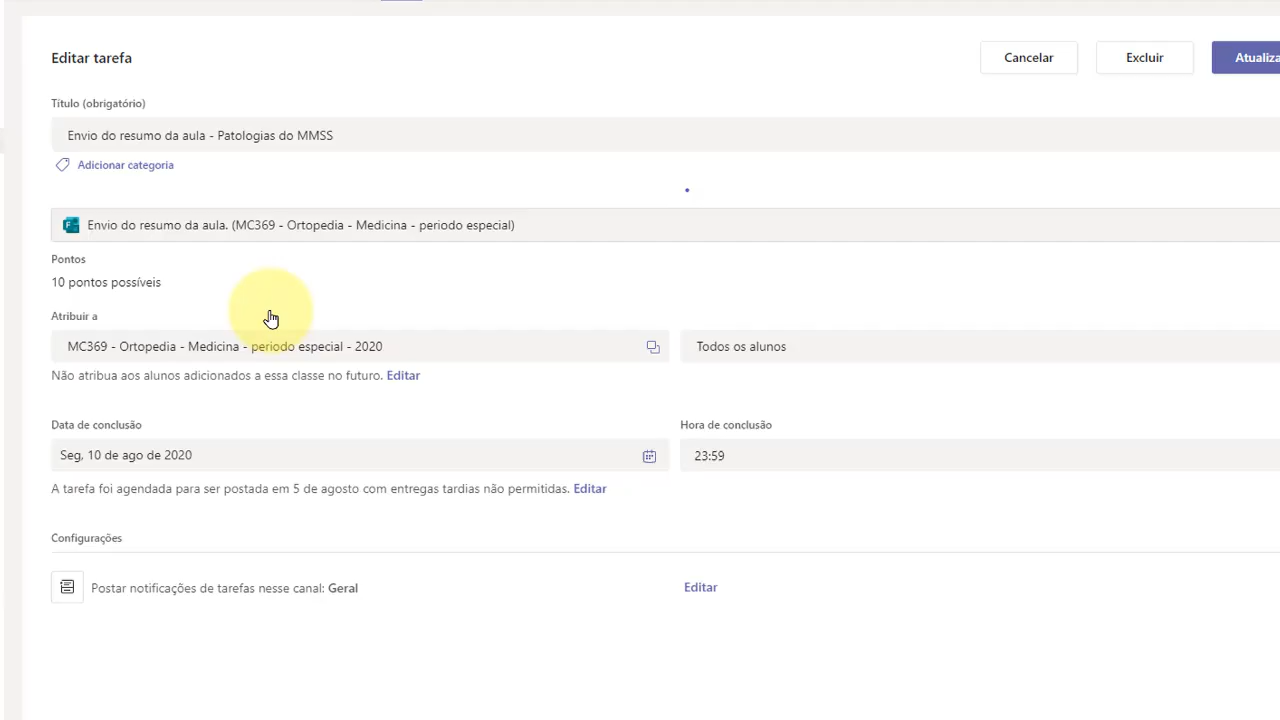 Editar tarefa
Cancelar
Excluir
Atualiza
Título (obrigatório)
Envio do resumo da aula - Patologias do MMSS
Adicionar categoria
Envio do resumo da aula. (MC369 - Ortopedia - Medicina - periodo especial)
Pontos
10 pontos possíveis
Atribuir a
MC369 - Ortopedia - Medicina - periodo especial - 2020
Todos os alunos
Não atribua aos alunos adicionados a essa classe no futuro. Editar
Data de conclusão
Hora de conclusão
Seg, 10 de ago de 2020
23:59
A tarefa foi agendada para ser postada em 5 de agosto com entregas tardias não permitidas. Editar
Configurações
Postar notificações de tarefas nesse canal: Geral
Editar